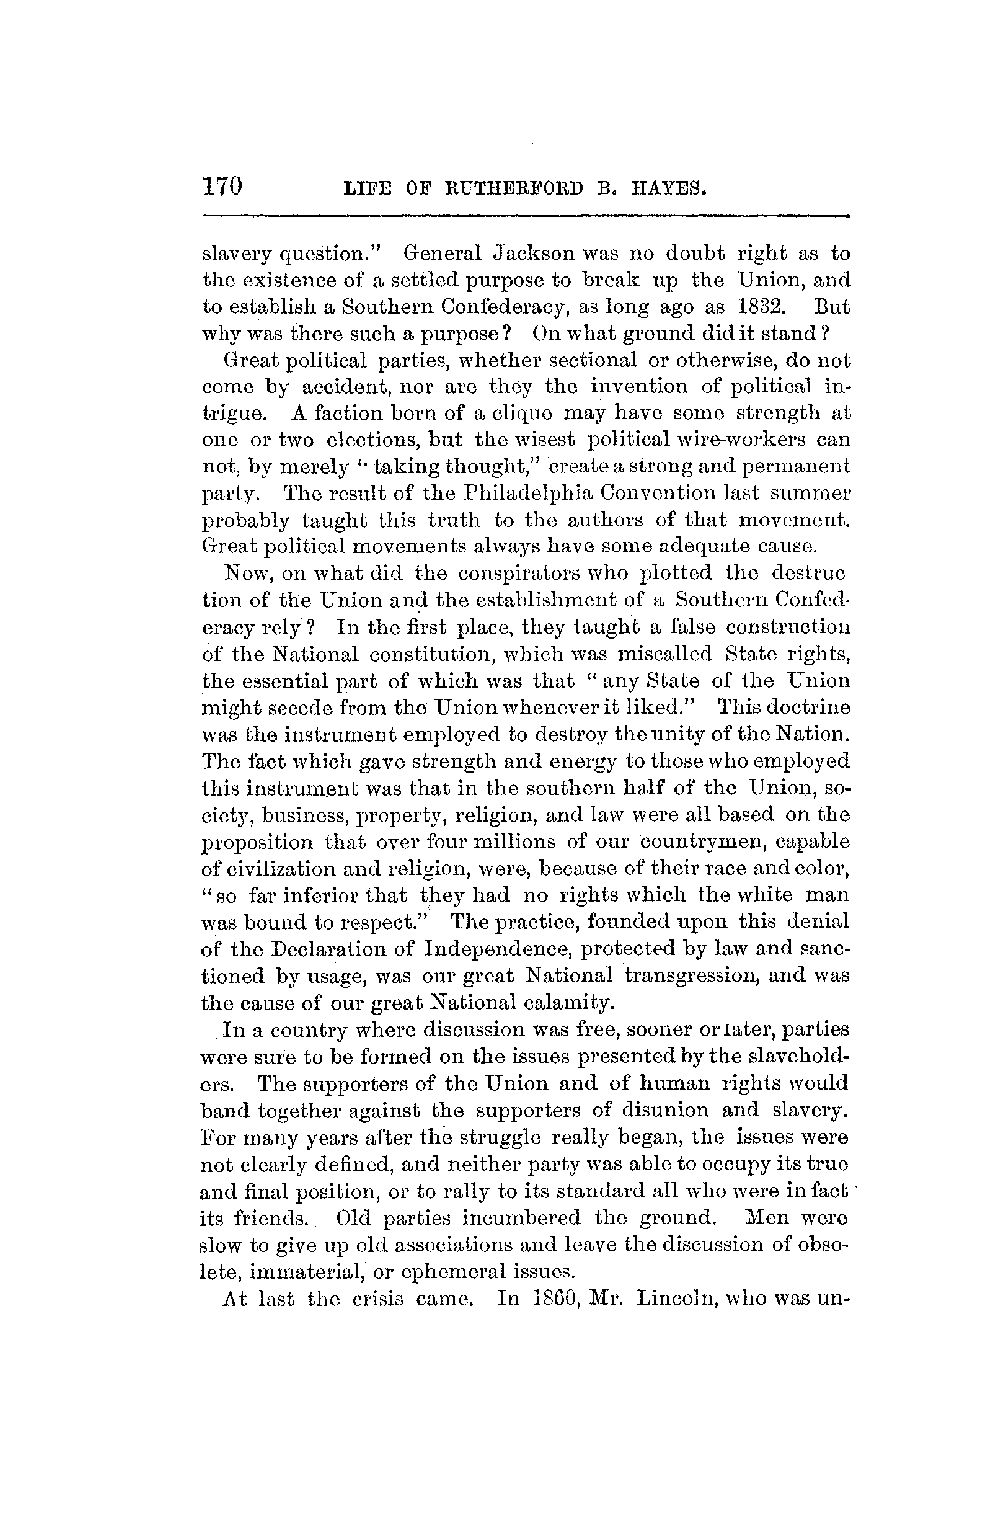 170 LIFE OF RUTHERFORD B. HAYES.
slavery question." General Jackson was no doubt right as to
the existence of a settled purpose to break up the Union, and
to establish a Southern Confederacy, as long ago as 1832. But
why was there such a purpose? On what ground did it stand?
Great political parties, whether sectional or otherwise, do not
come by accident, nor are they the invention of political in-
trigue. A faction born of a clique may have some strength at
one or two elections, but the wisest political wire-workers can
not, by merely "taking thought," create a strong and permanent
party. The result of the Philadelphia Convention last summer
probably taught this truth to the authors of that movement.
Great political movements always have some adequate cause.
Now, on what did the conspirators who plotted the destruc
tion of the Union and the establishment of a Southern Confed-
eracy rely? In the first place, they taught a false construction
of the National constitution, which was miscalled State rights,
the essential part of which was that "any State of the Union
might secede from the Union whenever it liked." This doctrine
was the instrument employed to destroy the unity of the Nation.
The fact which gave strength and energy to those who employed
this instrument was that in the southern half of the Union, so-
ciety, business, property, religion, and law were all based on the
proposition that over four millions of our countrymen, capable
of civilization and religion, were, because of their race and color,
"so far inferior that they had no rights which the white man
was bound to respect." The practice, founded upon this denial
of the Declaration of Independence, protected by law and sanc-
tioned by usage, was our great National transgression, and was
the cause of our great National calamity.
In a country where discussion was free, sooner or later, parties
were sure to be formed on the issues presented by the slavehold-
ers. The supporters of the Union and of human rights would
band together against the supporters of disunion and slavery.
For many years after the struggle really began, the issues were
not clearly defined, and neither party was able to occupy its true
and final position, or to rally to its standard all who were in fact
its friends. Old parties incumbered the ground. Men were
slow to give up old associations and leave the discussion of obso-
lete, immaterial, or ephemeral issues.
At last the crisis came. In 1860, Mr. Lincoln, who was un-